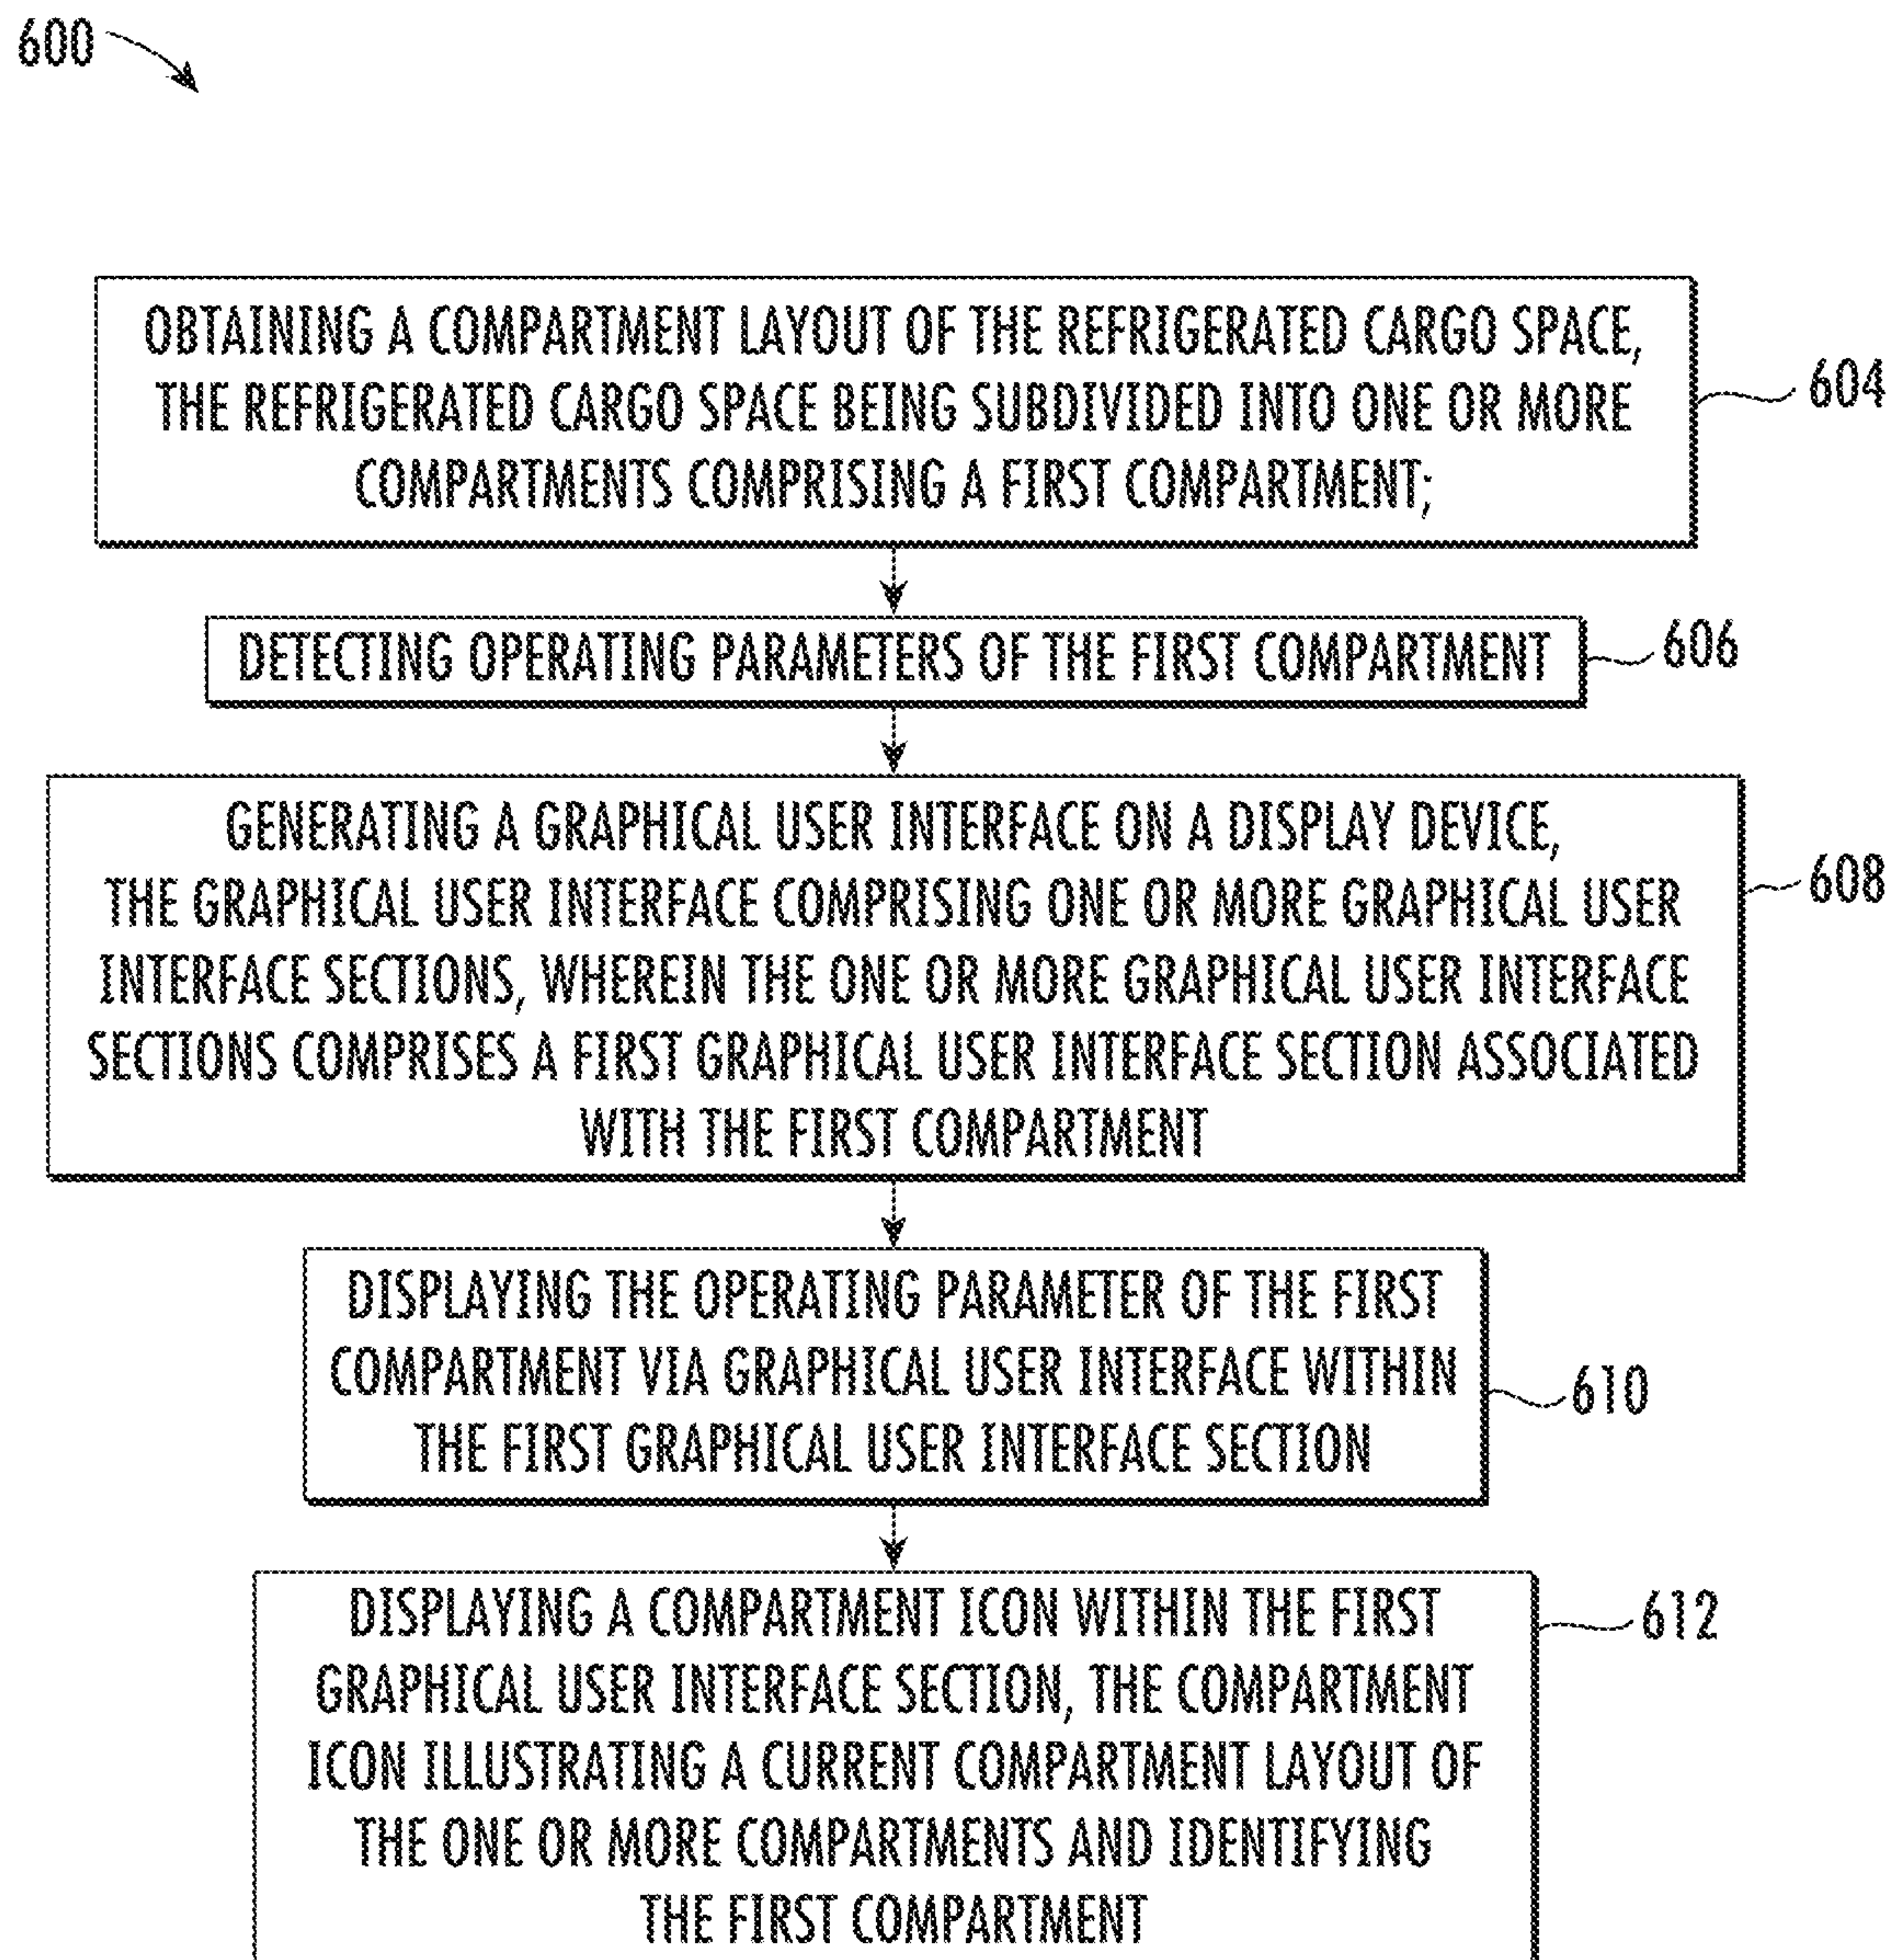 600
OBTAINING A COMPARTMENT LAYOUT OF THE REFRIGERATED CARGO SPACE,
THE REFRIGERATED CARGO SPACE BEING SUBDIVIDED INTO ONE OR MORE
COMPARTMENTS COMPRISING A FIRST COMPARTMENT;
604
DETECTING OPERATING PARAMETERS OF THE FIRST COMPARTMENT
606
GENERATING A GRAPHICAL USER INTERFACE ON A DISPLAY DEVICE,
THE GRAPHICAL USER INTERFACE COMPRISING ONE OR MORE GRAPHICAL USER
INTERFACE SECTIONS, WHEREIN THE ONE OR MORE GRAPHICAL USER INTERFACE
SECTIONS COMPRISES A FIRST GRAPHICAL USER INTERFACE SECTION ASSOCIATED
WITH THE FIRST COMPARTMENT
608
DISPLAYING THE OPERATING PARAMETER OF THE FIRST
COMPARTMENT VIA GRAPHICAL USER INTERFACE WITHIN
THE FIRST GRAPHICAL USER INTERFACE SECTION
610
DISPLAYING A COMPARTMENT ICON WITHIN THE FIRST
GRAPHICAL USER INTERFACE SECTION, THE COMPARTMENT
ICON ILLUSTRATING A CURRENT COMPARTMENT LAYOUT OF
THE ONE OR MORE COMPARTMENTS AND IDENTIFYING
THE FIRST COMPARTMENT
612